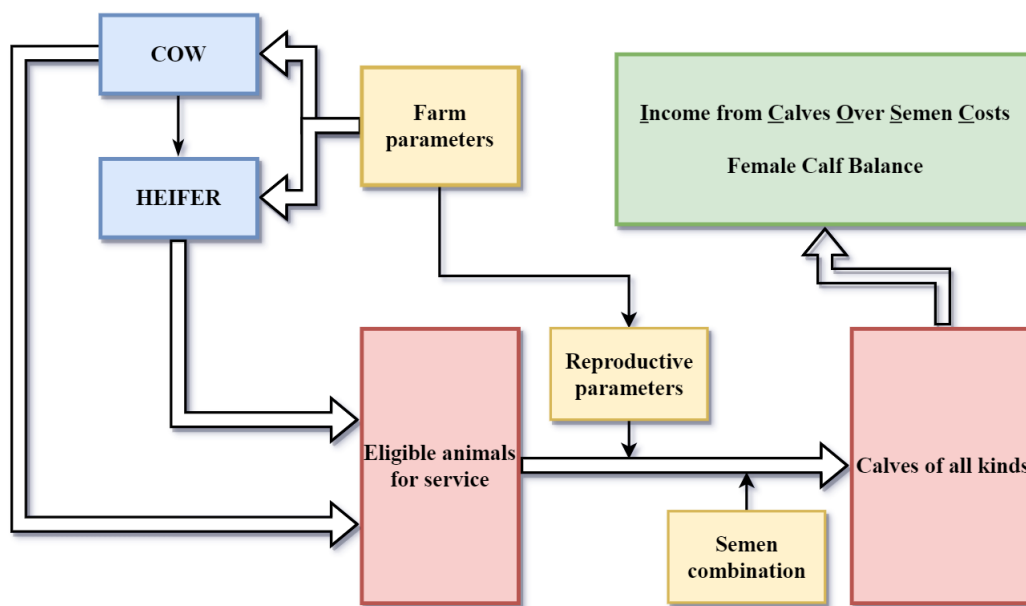 COW
Farm
parameters
HEIFER
Income from Calves Over Semen Costs
Female Calf Balance
Reproductive
parameters
Eligible animals
for service
Calves of all kinds
Semen
combination